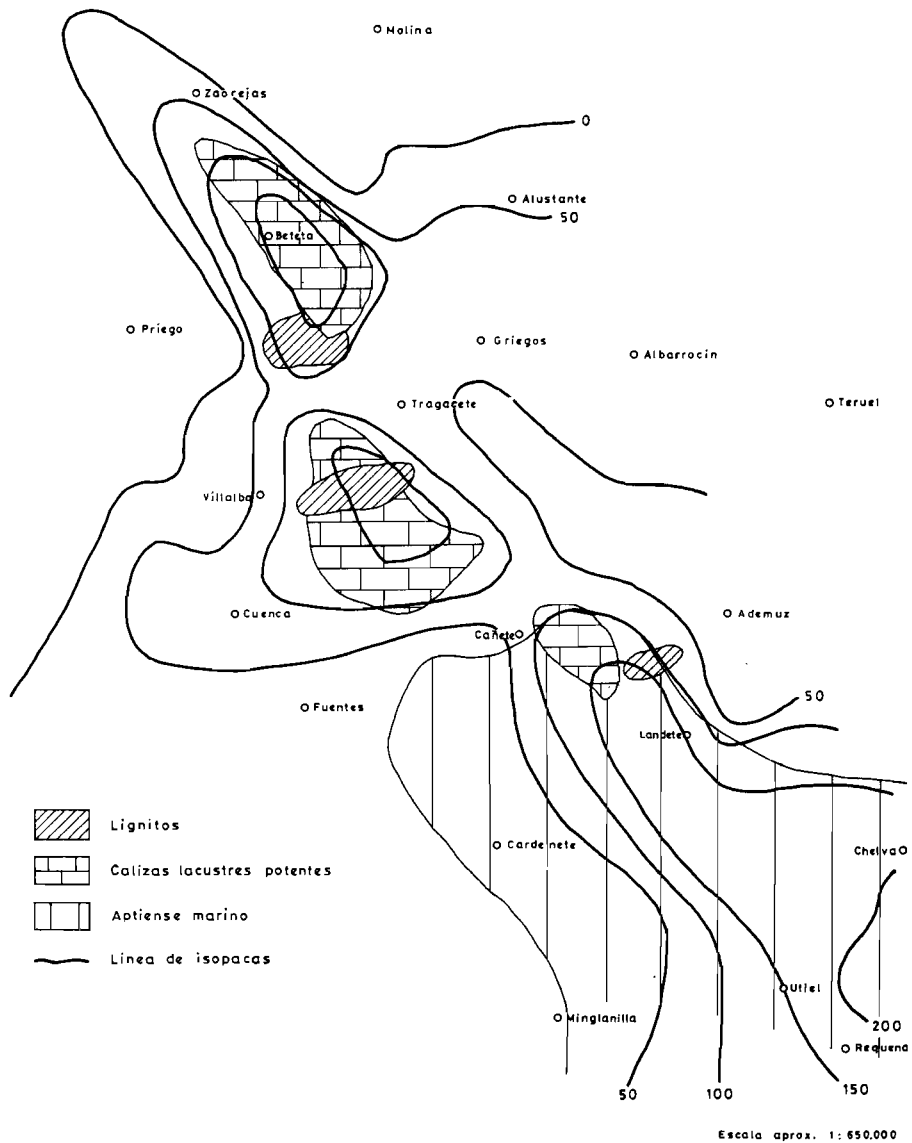 Molina
Zaorejas
0
Alustante
50
Beteta
Priego
Griegos
Albarracin
Teruel
Tragacete
Villalba
Cuenca
Ademuz
Cañete
50
Fuentes
Landete
Lignitos
Cardenete
Chelva
Calizas lacustres potentes
Aptiense marino
Línea de isopacas
Utiel
Minglanilla
200
Requena
50
100
150
Escala aprox. 1:650.000